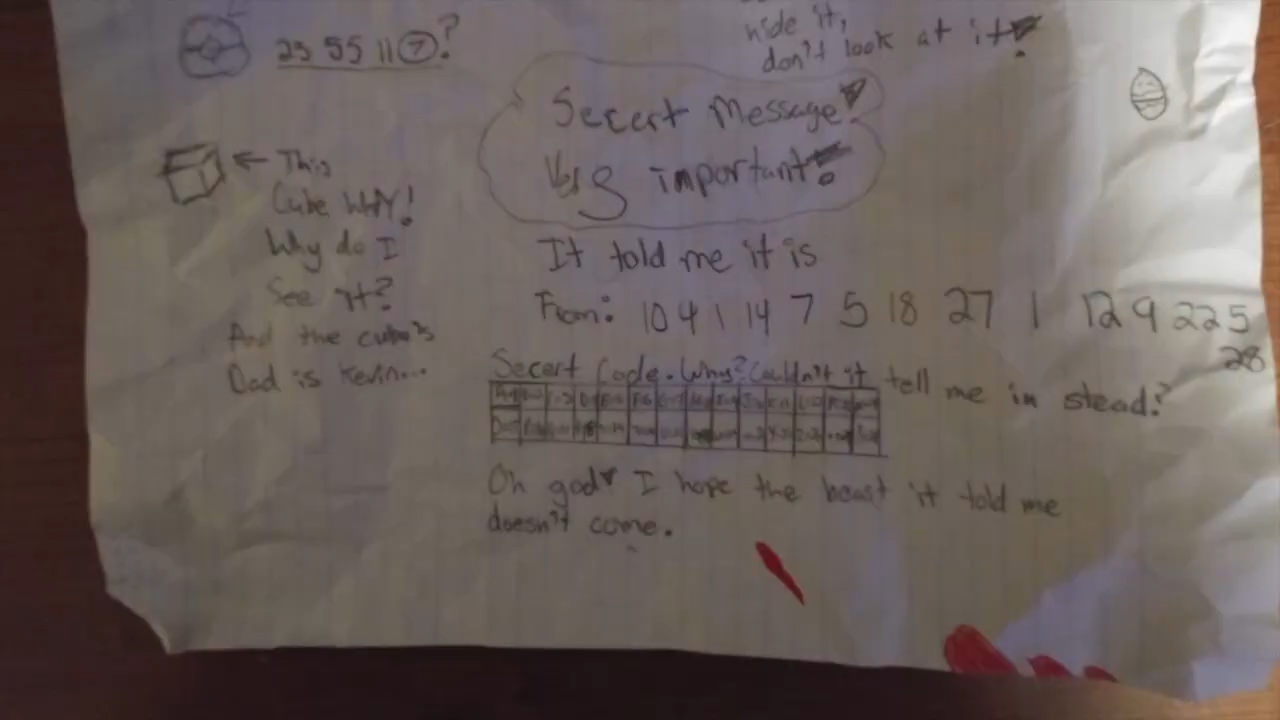 hide it,
don't look at it!
25 55 11 7?
Secert Message!
Very important!
← This
Cube WHY!
Why do I
See It?
And the cube's
Dad is Kevin...
It told me it is
From: 10 4 1 14 7 5 18 27 1 12 9 22 5
28
Secert Code. Why? Couldn't it
tell me in stead?
Oh god! I hope the beast it told me
doesn't come.